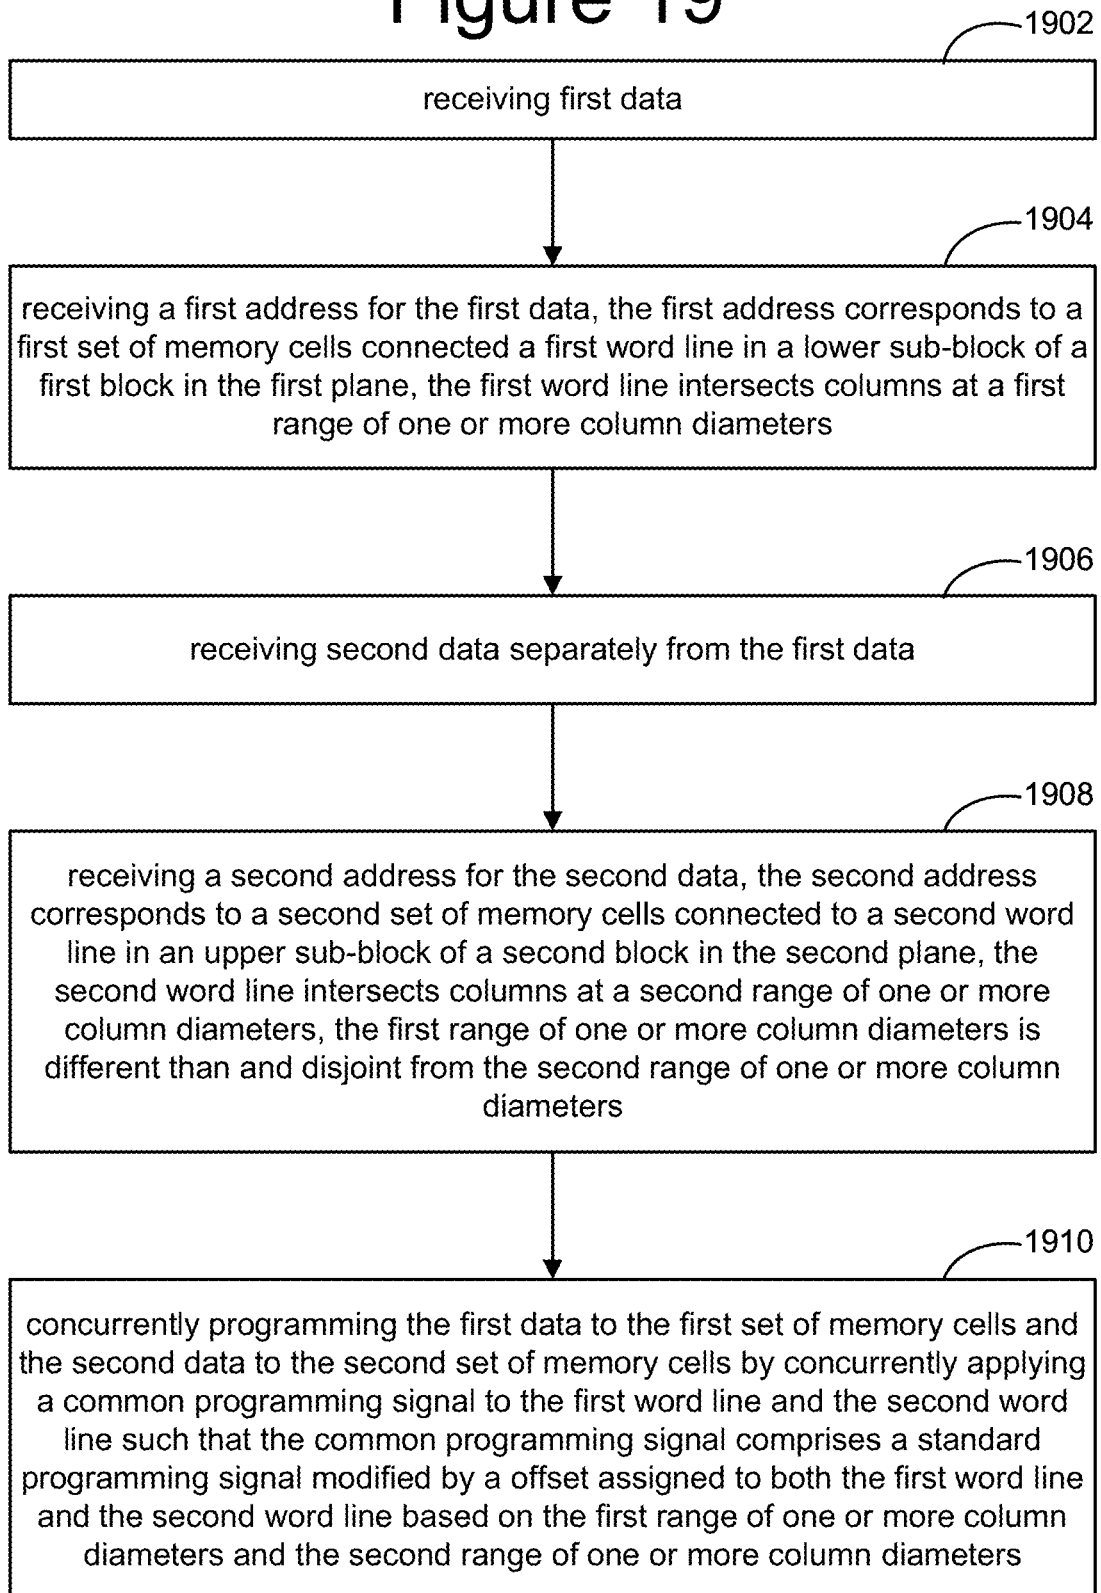 Figure 19
1902
receiving first data
1904
receiving a first address for the first data, the first address corresponds to a
first set of memory cells connected a first word line in a lower sub-block of a
first block in the first plane, the first word line intersects columns at a first
range of one or more column diameters
1906
receiving second data separately from the first data
1908
receiving a second address for the second data, the second address
corresponds to a second set of memory cells connected to a second word
line in an upper sub-block of a second block in the second plane, the
second word line intersects columns at a second range of one or more
column diameters, the first range of one or more column diameters is
different than and disjoint from the second range of one or more column
diameters
1910
concurrently programming the first data to the first set of memory cells and
the second data to the second set of memory cells by concurrently applying
a common programming signal to the first word line and the second word
line such that the common programming signal comprises a standard
programming signal modified by a offset assigned to both the first word line
and the second word line based on the first range of one or more column
diameters and the second range of one or more column diameters